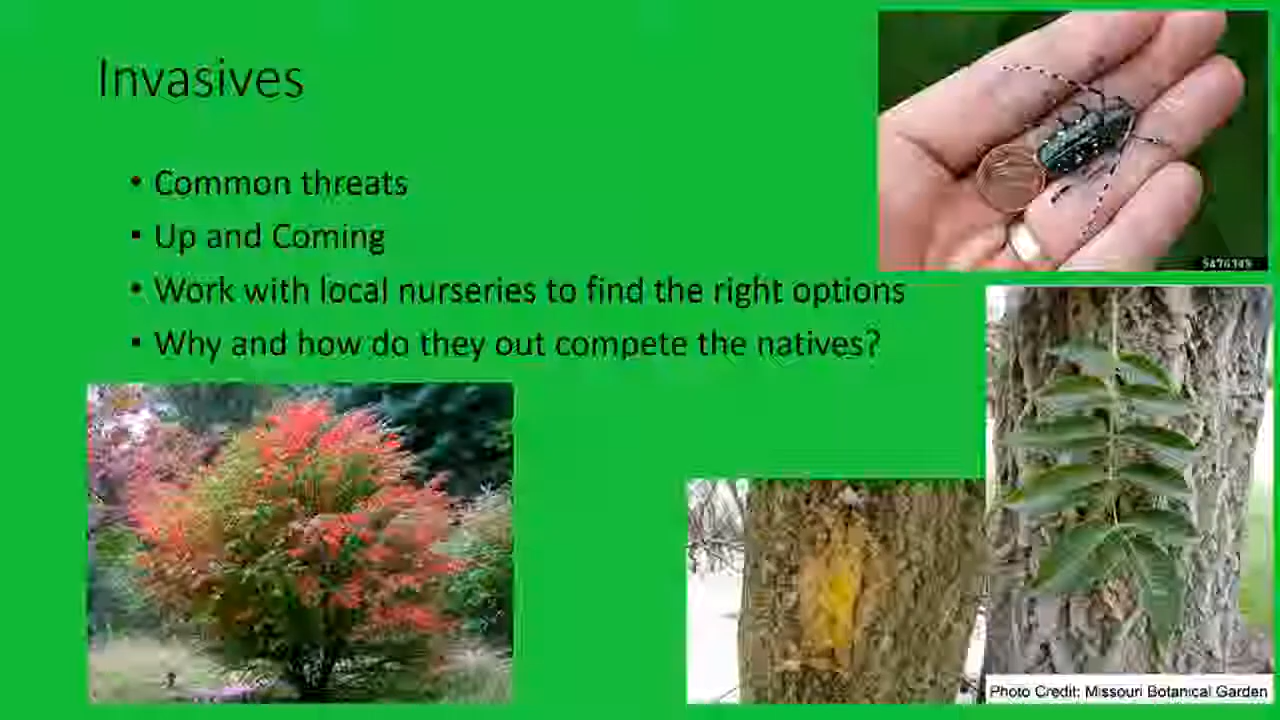 Invasives
• Common threats
• Up and Coming
• Work with local nurseries to find the right options
• Why and how do they out compete the natives?
5476345
Photo Credit: Missouri Botanical Garden